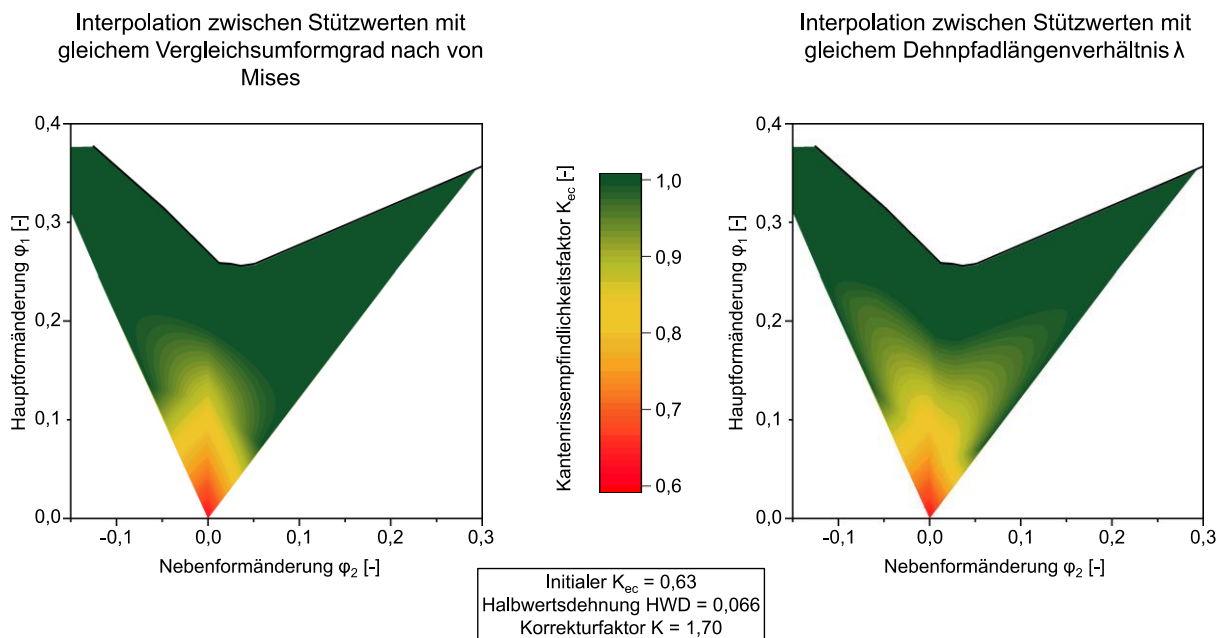 Interpolation zwischen Stützwerten mit
gleichem Vergleichsumformgrad nach von
Mises
Interpolation zwischen Stützwerten mit
gleichem Dehnpfadlängenverhältnis λ
0,4
0,3
0,2
0,1
0,0
Hauptformänderung φ₁ [-]
-0,1
0,0
0,1
0,2
0,3
Nebenformänderung φ₂ [-]
Kantenrissempfindlichkeitsfaktor K_ec [-]
1,0
0,9
0,8
0,7
0,6
0,4
0,3
0,2
0,1
0,0
Hauptformänderung φ₁ [-]
-0,1
0,0
0,1
0,2
0,3
Nebenformänderung φ₂ [-]
Initialer K_ec = 0,63
Halbwertsdehnung HWD = 0,066
Korrekturfaktor K = 1,70